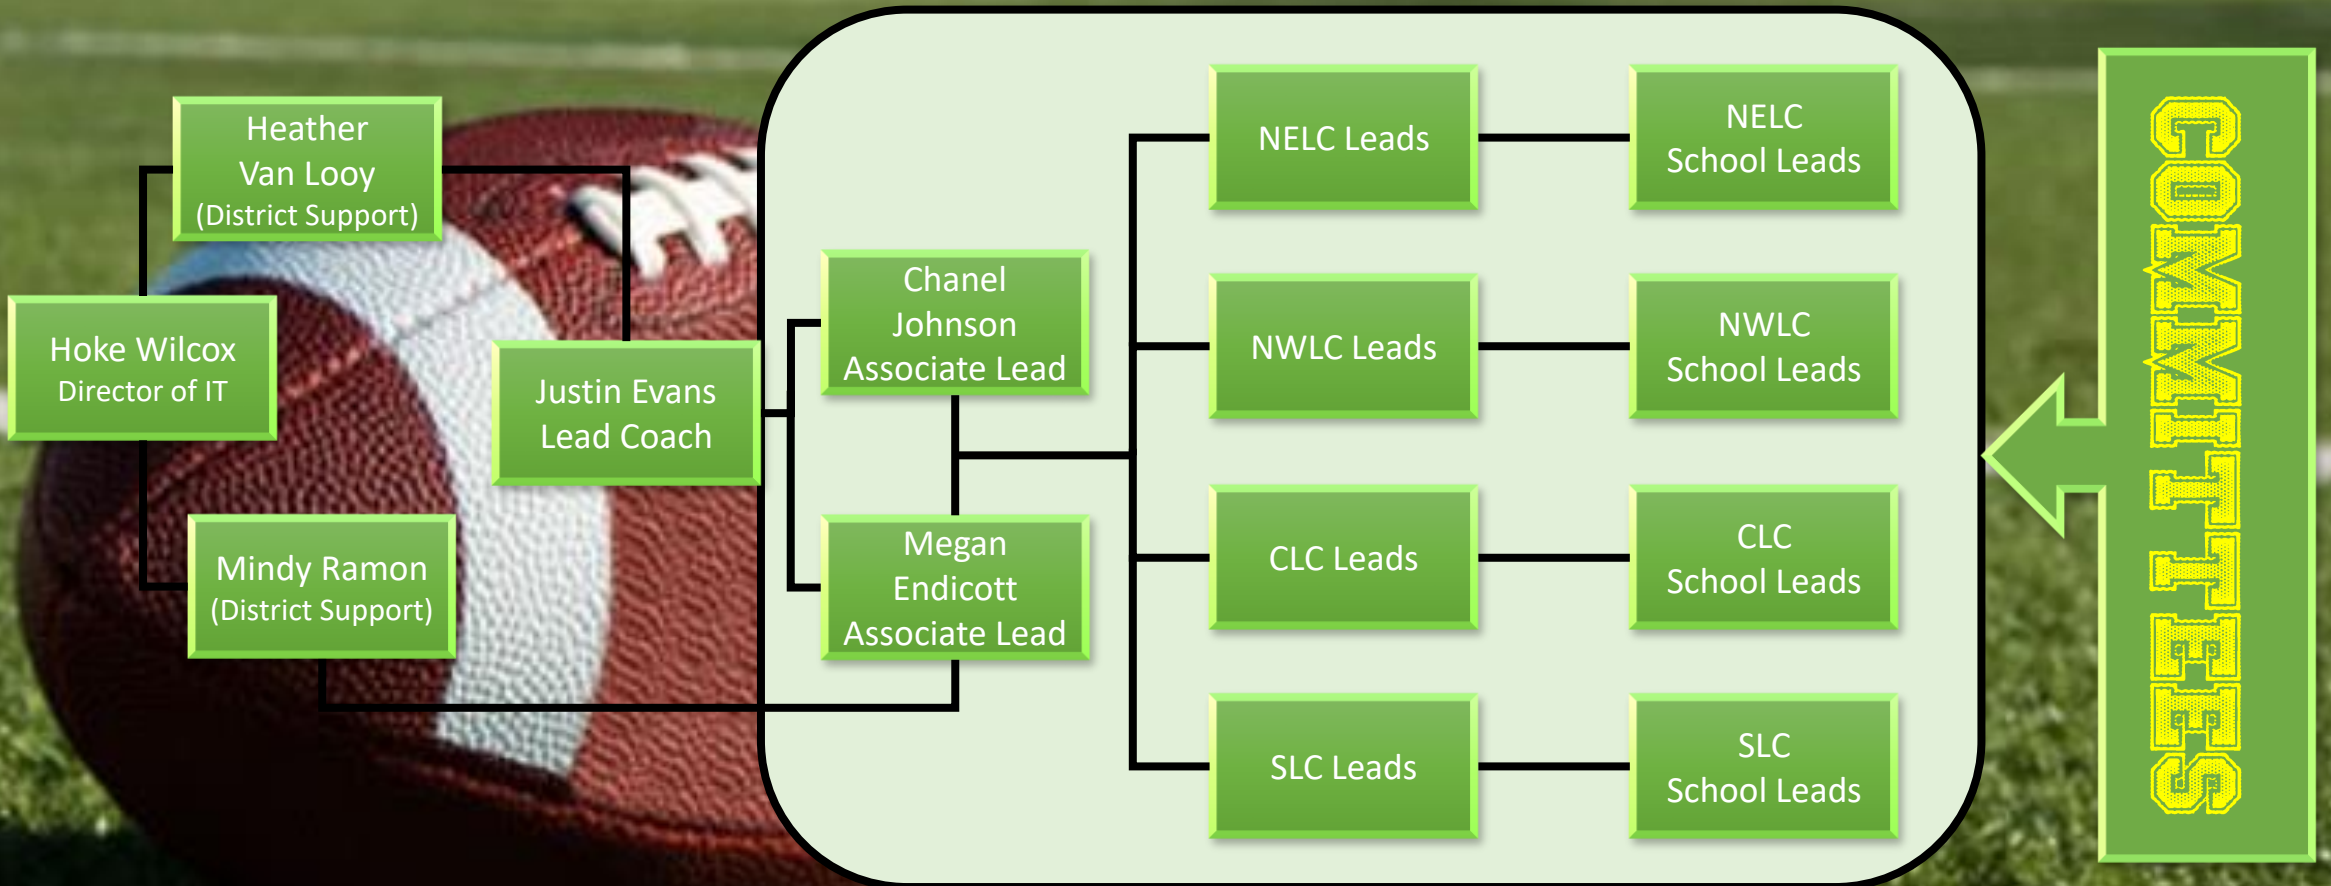 Heather
Van Looy
(District Support)
Hoke Wilcox
Director of IT
Mindy Ramon
(District Support)
Justin Evans
Lead Coach
Chanel
Johnson
Associate Lead
Megan
Endicott
Associate Lead
NELC Leads
NELC
School Leads
NWLC Leads
NWLC
School Leads
CLC Leads
CLC
School Leads
SLC Leads
SLC
School Leads
COMMITTEES